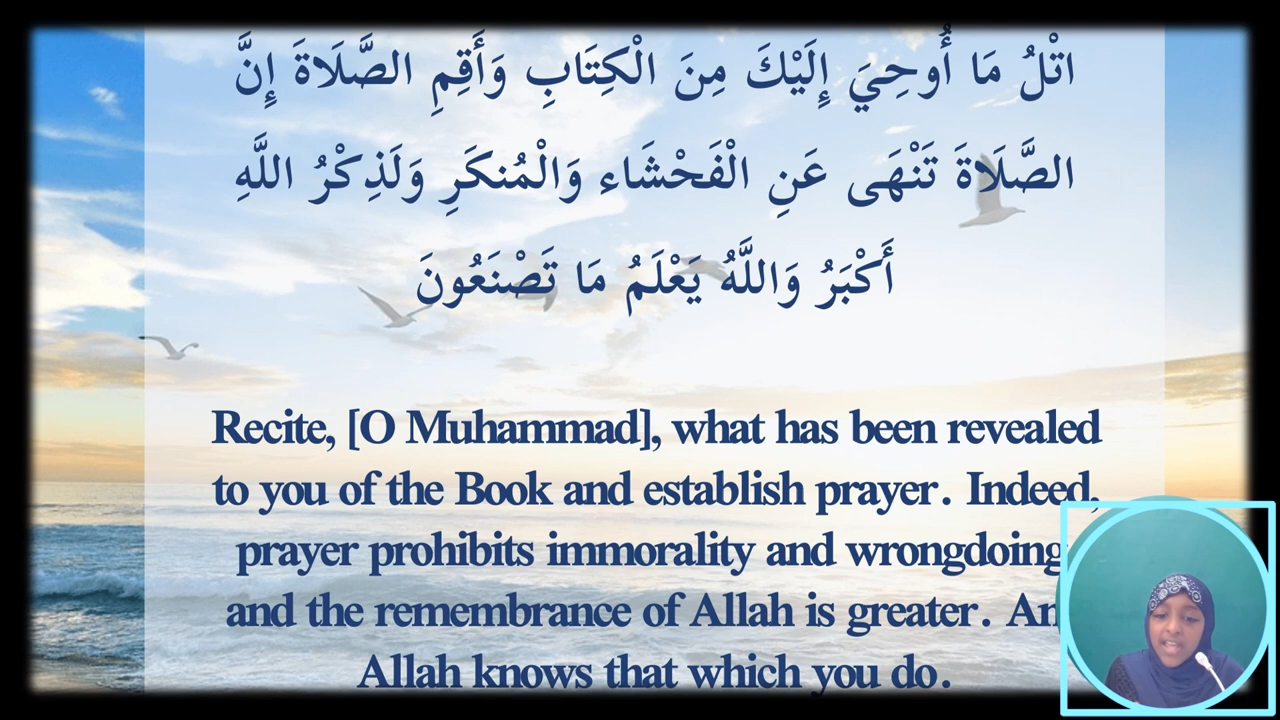 اتْلُ مَا أُوحِيَ إِلَيْكَ مِنَ الْكِتَابِ وَأَقِمِ الصَّلَاةَ إِنَّ
الصَّلَاةَ تَنْهَى عَنِ الْفَحْشَاء وَالْمُنكَرِ وَلَذِكْرُ اللَّهِ
أَكْبَرُ وَاللَّهُ يَعْلَمُ مَا تَصْنَعُونَ
Recite, [O Muhammad], what has been revealed
to you of the Book and establish prayer. Indeed,
prayer prohibits immorality and wrongdoing
and the remembrance of Allah is greater.
Allah knows that which you do.